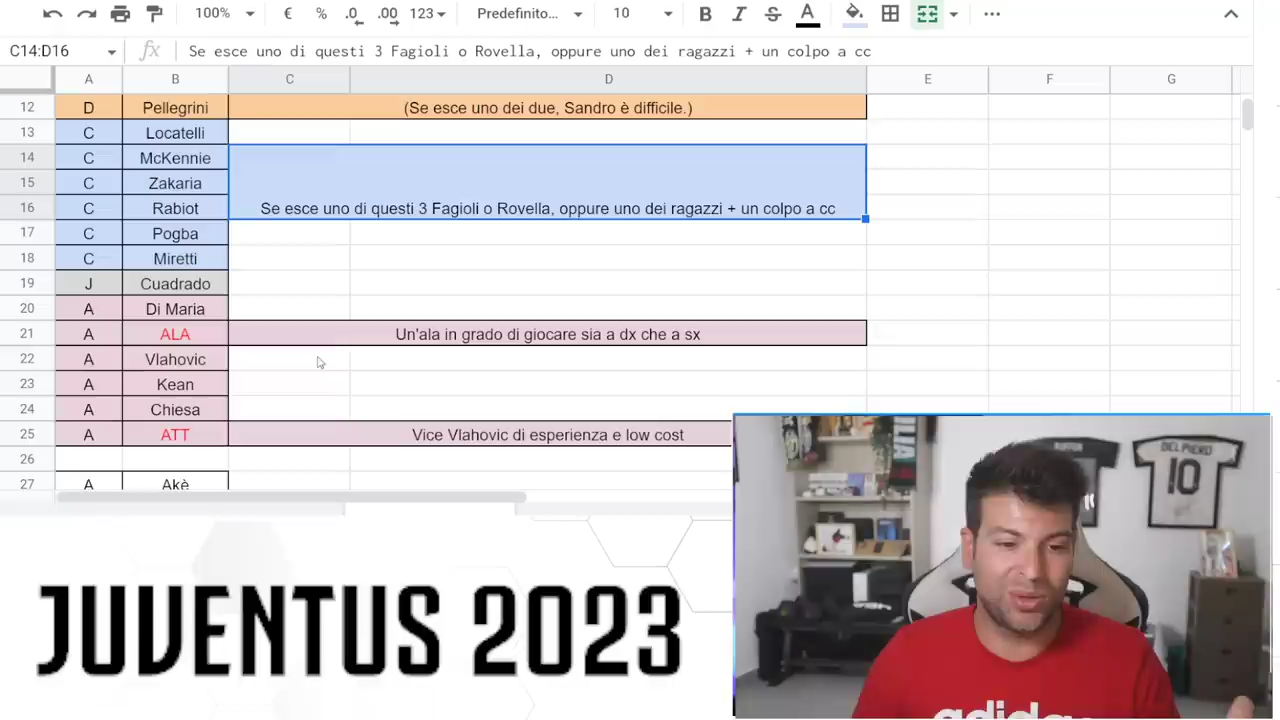 100% € % .0 .00 123 Predefinito... 10 B I S A
C14:D16 fx Se esce uno di questi 3 Fagioli o Rovella, oppure uno dei ragazzi + un colpo a cc
A B C D E F G
12 D Pellegrini (Se esce uno dei due, Sandro è difficile.)
13 C Locatelli
14 C McKennie
15 C Zakaria
16 C Rabiot Se esce uno di questi 3 Fagioli o Rovella, oppure uno dei ragazzi + un colpo a cc
17 C Pogba
18 C Miretti
19 J Cuadrado
20 A Di Maria
21 A ALA Un'ala in grado di giocare sia a dx che a sx
22 A Vlahovic
23 A Kean
24 A Chiesa
25 A ATT Vice Vlahovic di esperienza e low cost
26
27 A Akè
DEL PIERO
10
JUVENTUS 2023
adidas